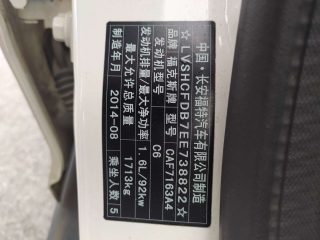 中国·长安福特汽车有限公司制造
☆LVSHCFDB7EE738822☆
品牌 福克斯牌 CAF7163A4
发动机型号 C6
发动机排量/最大净功率 1.6L/92kw
最大允许总质量 1713kg
制造年月 2014-08 乘坐人数 5